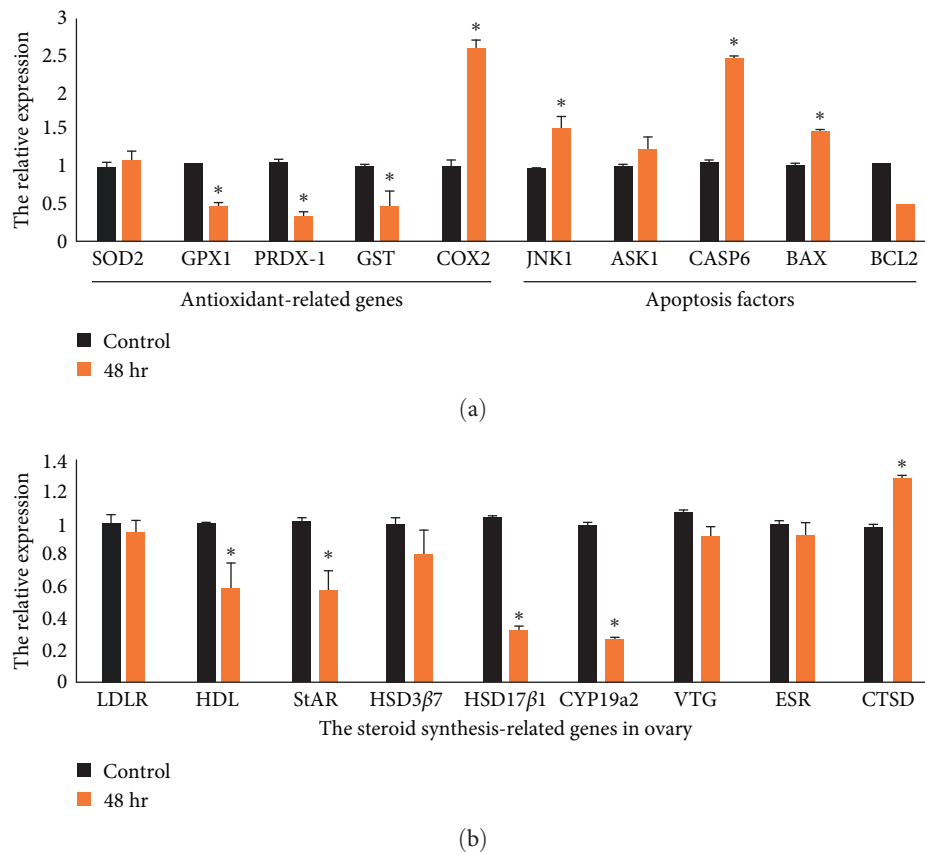 3
2.5
2
1.5
1
0.5
0
The relative expression
* * * * * * *
SOD2 GPX1 PRDX-1 GST COX2 JNK1 ASK1 CASP6 BAX BCL2
Antioxidant-related genes Apoptosis factors
Control
48 hr
(a)
1.4
1.2
1
0.8
0.6
0.4
0.2
0
The relative expression
* * * * *
LDLR HDL StAR HSD3β7 HSD17β1 CYP19a2 VTG ESR CTSD
The steroid synthesis-related genes in ovary
Control
48 hr
(b)